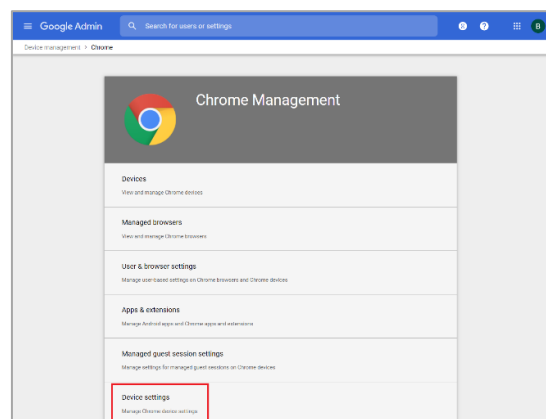 Google Admin
Search for users or settings
B
Device management > Chrome
Chrome Management
Devices
View and manage Chrome devices
Managed browsers
View and manage Chrome browsers
User & browser settings
Manage user-based settings on Chrome browsers and Chrome devices
Apps & extensions
Manage Android apps and Chrome apps and extensions
Managed guest session settings
Manage settings for managed guest sessions on Chrome devices
Device settings
Manage Chrome device settings